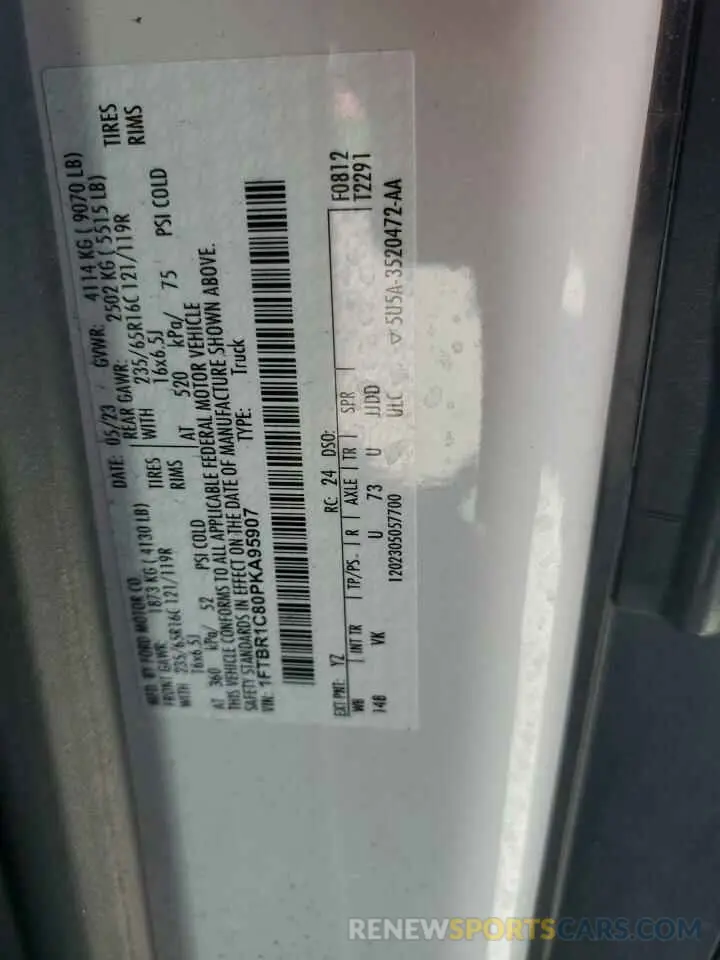 MFD. BY FORD MOTOR CO.
DATE: 05/23 GVWR: 4114 KG ( 9070 LB)
FRONT GAWR: 1873 KG ( 4130 LB) REAR GAWR: 2502 KG ( 5515 LB)
WITH 235/65R16C 121/119R TIRES WITH 235/65R16C 121/119R TIRES
16x6.5J RIMS 16x6.5J RIMS
AT 360 kPa/ 52 PSI COLD AT 520 kPa/ 75 PSI COLD
THIS VEHICLE CONFORMS TO ALL APPLICABLE FEDERAL MOTOR VEHICLE
SAFETY STANDARDS IN EFFECT ON THE DATE OF MANUFACTURE SHOWN ABOVE.
VIN: 1FTBR1C80PKA95907 TYPE: Truck
EXT PNT: YZ RC: 24 DSO: F0812
WB INT TR TP/PS R AXLE TR SPR T2291
148 VK U 73 U JJDD
1202305057700 ULC 5U5A-3520472-AA
RENEWSPORTSCARS.COM